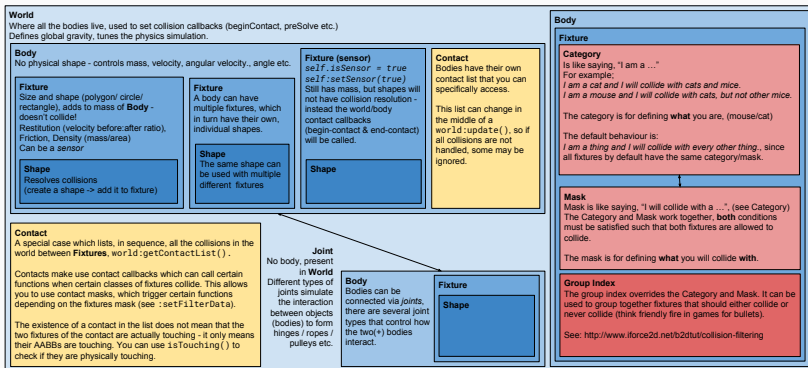 World
Where all the bodies live, used to set collision callbacks (beginContact, preSolve etc.)
Defines global gravity, tunes the physics simulation.
Body
No physical shape - controls mass, velocity, angular velocity., angle etc.
Fixture
Size and shape (polygon/ circle/
rectangle), adds to mass of Body -
doesn't collide!
Restitution (velocity before:after ratio),
Friction, Density (mass/area)
Can be a sensor
Shape
Resolves collisions
(create a shape -> add it to fixture)
Fixture
A body can have
multiple fixtures, which
in turn have their own,
individual shapes.
Shape
The same shape can
be used with multiple
different fixtures
Fixture (sensor)
self.isSensor = true
self:setSensor(true)
Still has mass, but shapes will
not have collision resolution -
instead the world/body
contact callbacks
(begin-contact & end-contact)
will be called.
Shape
Contact
Bodies have their own
contact list that you can
specifically access.
This list can change in
the middle of a
world:update(), so if
all collisions are not
handled, some may be
ignored.
Contact
A special case which lists, in sequence, all the collisions in the
world between Fixtures, world:getContactList().
Contacts make use contact callbacks which can call certain
functions when certain classes of fixtures collide. This allows
you to use contact masks, which trigger certain functions
depending on the fixtures mask (see :setFilterData).
The existence of a contact in the list does not mean that the
two fixtures of the contact are actually touching - it only means
their AABBs are touching. You can use isTouching() to
check if they are physically touching.
Joint
No body, present
in World
Different types of
joints simulate
the interaction
between objects
(bodies) to form
hinges / ropes /
pulleys etc.
Body
Bodies can be
connected via joints,
there are several joint
types that control how
the two(+) bodies
interact.
Fixture
Shape
Body
Fixture
Category
Is like saying, "I am a ..."
For example;
I am a cat and I will collide with cats and mice.
I am a mouse and I will collide with cats, but not other mice.
The category is for defining what you are, (mouse/cat)
The default behaviour is:
I am a thing and I will collide with every other thing., since
all fixtures by default have the same category/mask.
Mask
Mask is like saying, "I will collide with a ...", (see Category)
The Category and Mask work together, both conditions
must be satisfied such that both fixtures are allowed to
collide.
The mask is for defining what you will collide with.
Group Index
The group index overrides the Category and Mask. It can be
used to group together fixtures that should either collide or
never collide (think friendly fire in games for bullets).
See: http://www.iforce2d.net/b2dtut/collision-filtering